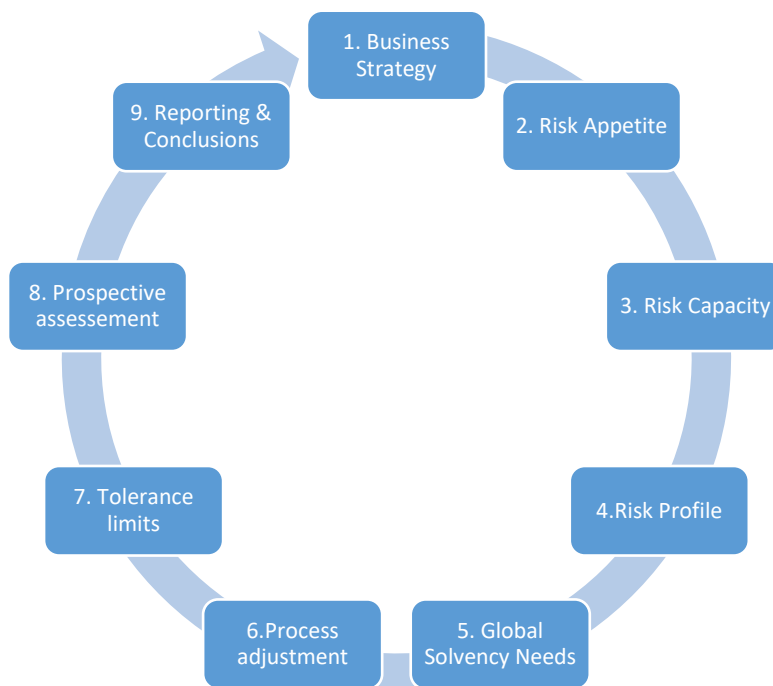 1. Business
Strategy
2. Risk Appetite
3. Risk Capacity
4.Risk Profile
5. Global
Solvency Needs
6.Process
adjustment
7. Tolerance
limits
8. Prospective
assessement
9. Reporting &
Conclusions